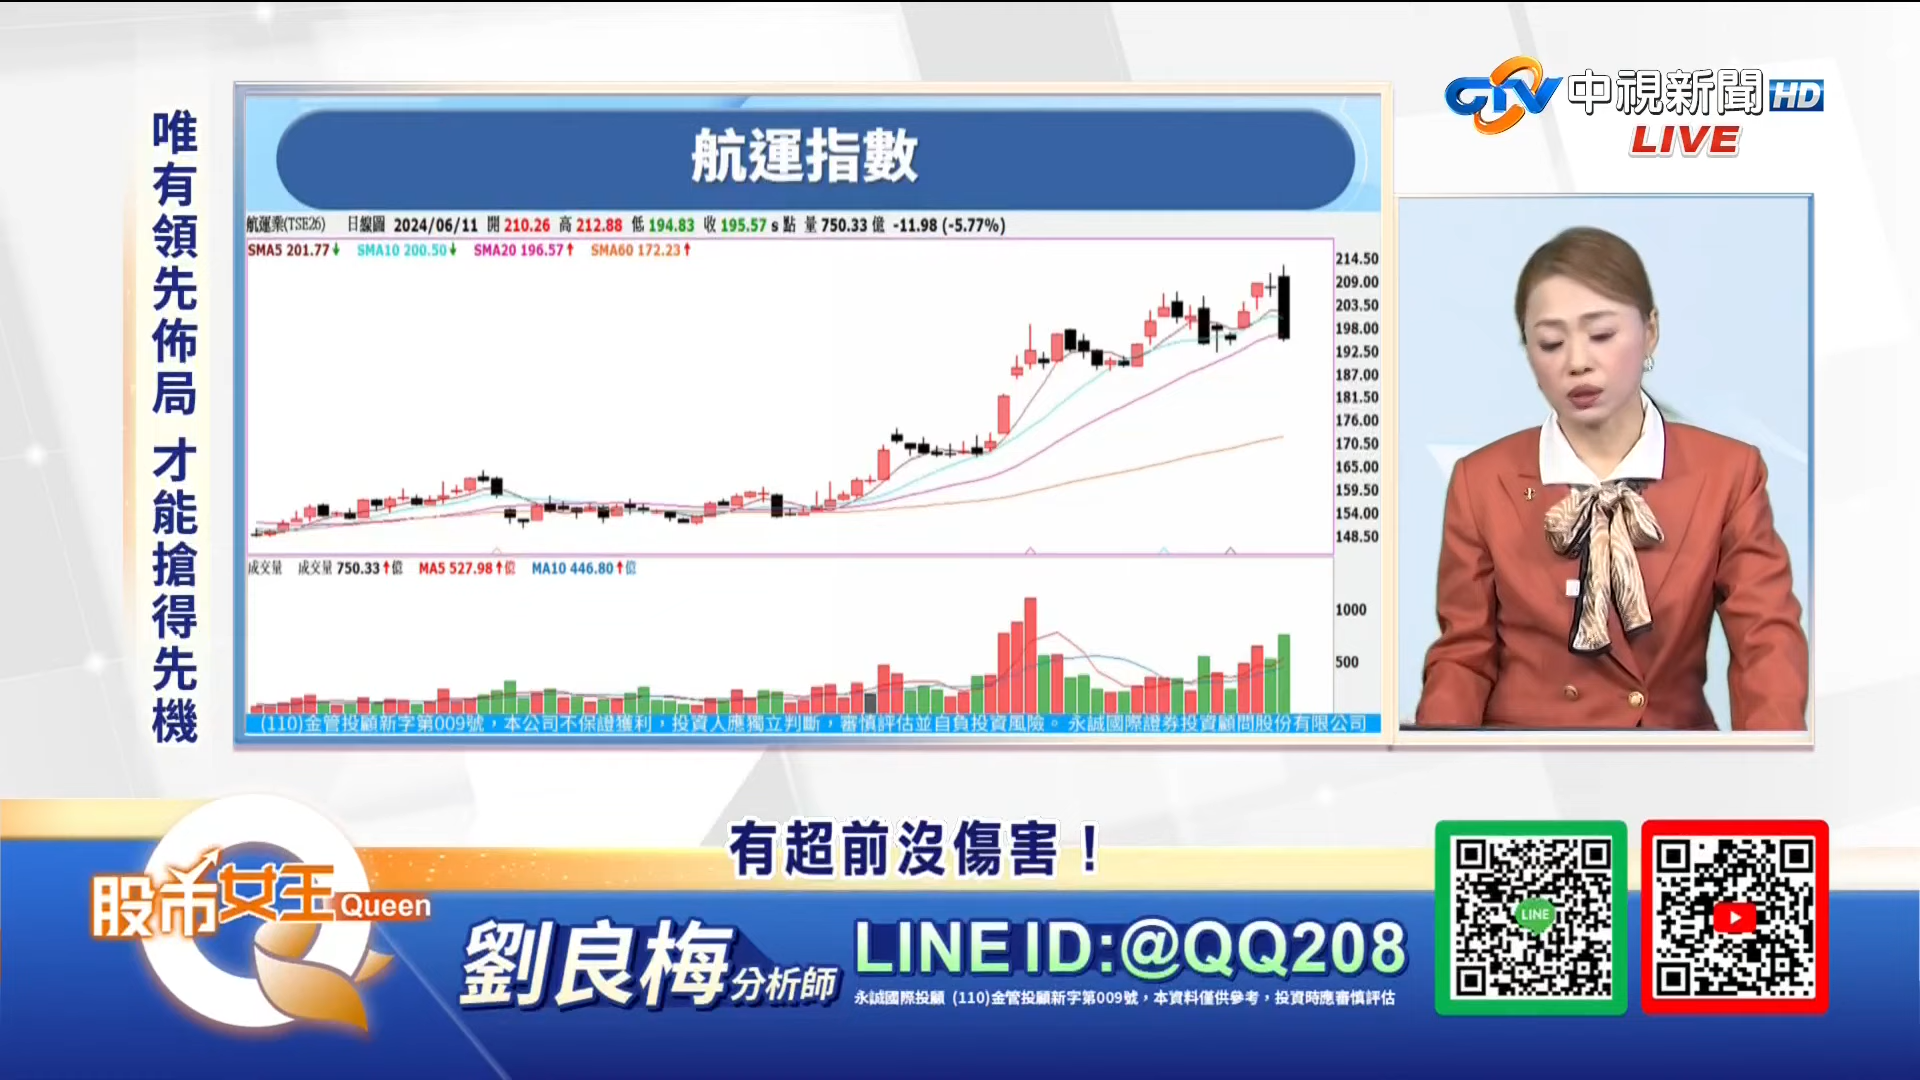 唯有領先佈局 才能搶得先機
航運指數
CTV 中視新聞 HD
LIVE
航運業(TSE26) 日線圖 2024/06/11 開 210.26 高 212.88 低 194.83 收 195.57 s 點 量 750.33 億 -11.98 (-5.77%)
SMA5 201.77↓ SMA10 200.50↓ SMA20 196.57↑ SMA60 172.23↑
214.50
209.00
203.50
198.00
192.50
187.00
181.50
176.00
170.50
165.00
159.50
154.00
148.50
成交量 成交量 750.33↑億 MA5 527.98↑億 MA10 446.80↑億
1000
500
(110)金管投顧新字第009號，本公司不保證獲利，投資人應獨立判斷，審慎評估並自負投資風險。 永誠國際證券投資顧問股份有限公司
有超前沒傷害！
股市女王Queen
劉良梅分析師
LINE ID:@QQ208
永誠國際投顧 (110)金管投顧新字第009號，本資料僅供參考，投資時應審慎評估
LINE